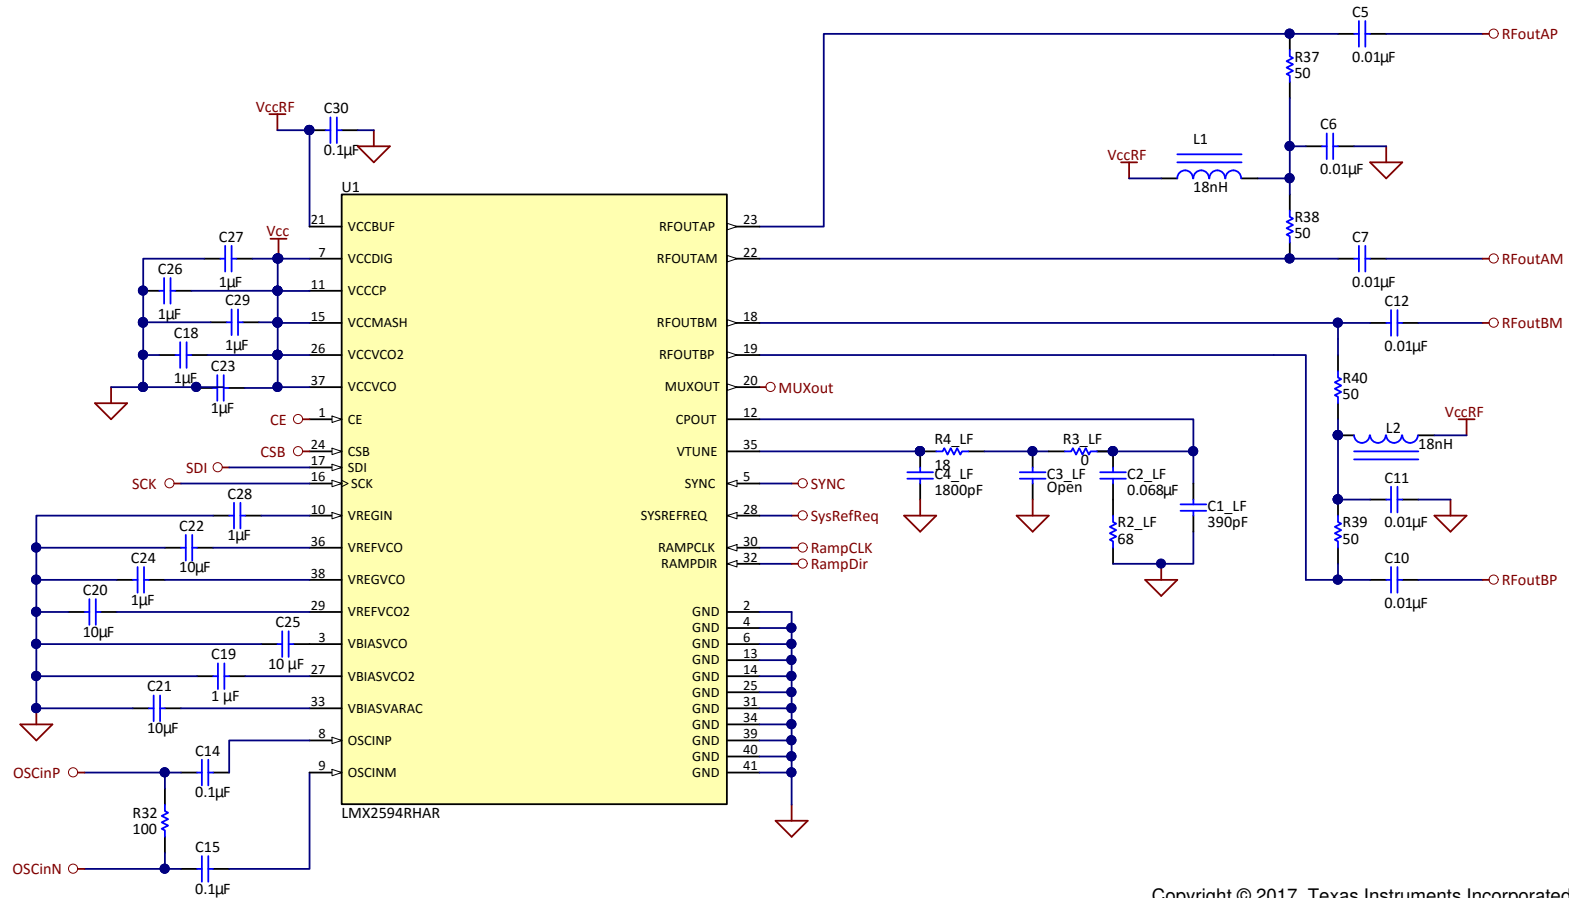 C5
RFoutAP
0.01µF
R37
50
VccRF
C30
0.1µF
C6
0.01µF
L1
VccRF
18nH
R38
50
C7
RFoutAM
0.01µF
C12
RFoutBM
0.01µF
R40
50
VccRF
L2
18nH
C11
0.01µF
R39
50
C10
RFoutBP
0.01µF
U1
21 VCCBUF
7 VCCDIG
11 VCCCP
15 VCCMASH
26 VCCVCO2
37 VCCVCO
1 CE
24 CSB
17 SDI
16 SCK
10 VREGIN
36 VREFVCO
38 VREGVCO
29 VREFVCO2
3 VBIASVCO
27 VBIASVCO2
33 VBIASVARAC
8 OSCINP
9 OSCINM
RFOUTAP 23
RFOUTAM 22
RFOUTBM 18
RFOUTBP 19
MUXOUT 20
CPOUT 12
VTUNE 35
SYNC 5
SYSREFREQ 28
RAMPCLK 30
RAMPDIR 32
GND 2
GND 4
GND 6
GND 13
GND 14
GND 25
GND 31
GND 34
GND 39
GND 40
GND 41
LMX2594RHAR
Vcc
C27
1µF
C26
1µF
C29
1µF
C18
1µF
C23
1µF
CE
CSB
SDI
SCK
C28
1µF
C22
10µF
C24
1µF
C20
10µF
C25
10 µF
C19
1 µF
C21
10µF
C14
OSCinP
0.1µF
R32
100
C15
OSCinN
0.1µF
MUXout
R4_LF
18
C4_LF
1800pF
R3_LF
0
C3_LF
Open
C2_LF
0.068µF
R2_LF
68
C1_LF
390pF
SYNC
SysRefReq
RampCLK
RampDir
Copyright © 2017, Texas Instruments Incorporated